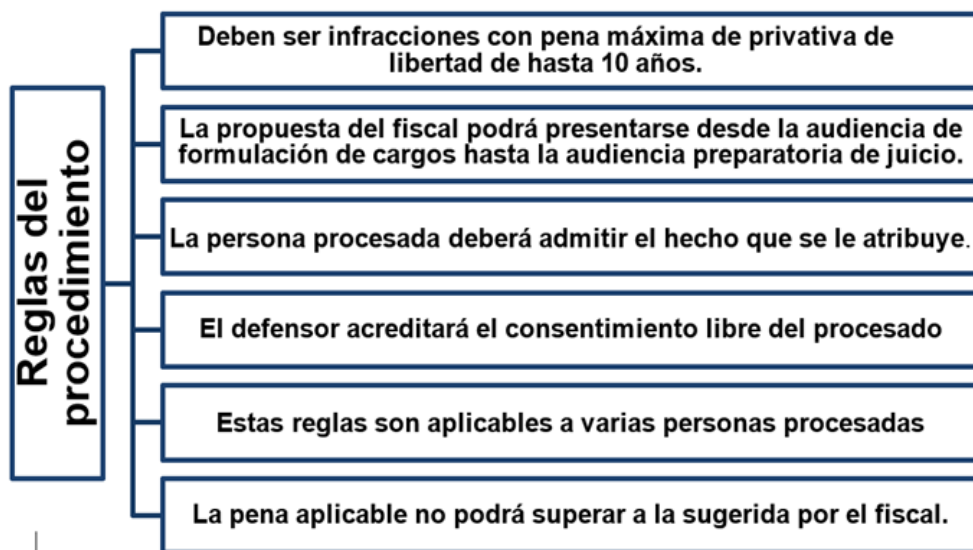 Reglas del
procedimiento
Deben ser infracciones con pena máxima de privativa de
libertad de hasta 10 años.
La propuesta del fiscal podrá presentarse desde la audiencia de
formulación de cargos hasta la audiencia preparatoria de juicio.
La persona procesada deberá admitir el hecho que se le atribuye.
El defensor acreditará el consentimiento libre del procesado
Estas reglas son aplicables a varias personas procesadas
La pena aplicable no podrá superar a la sugerida por el fiscal.